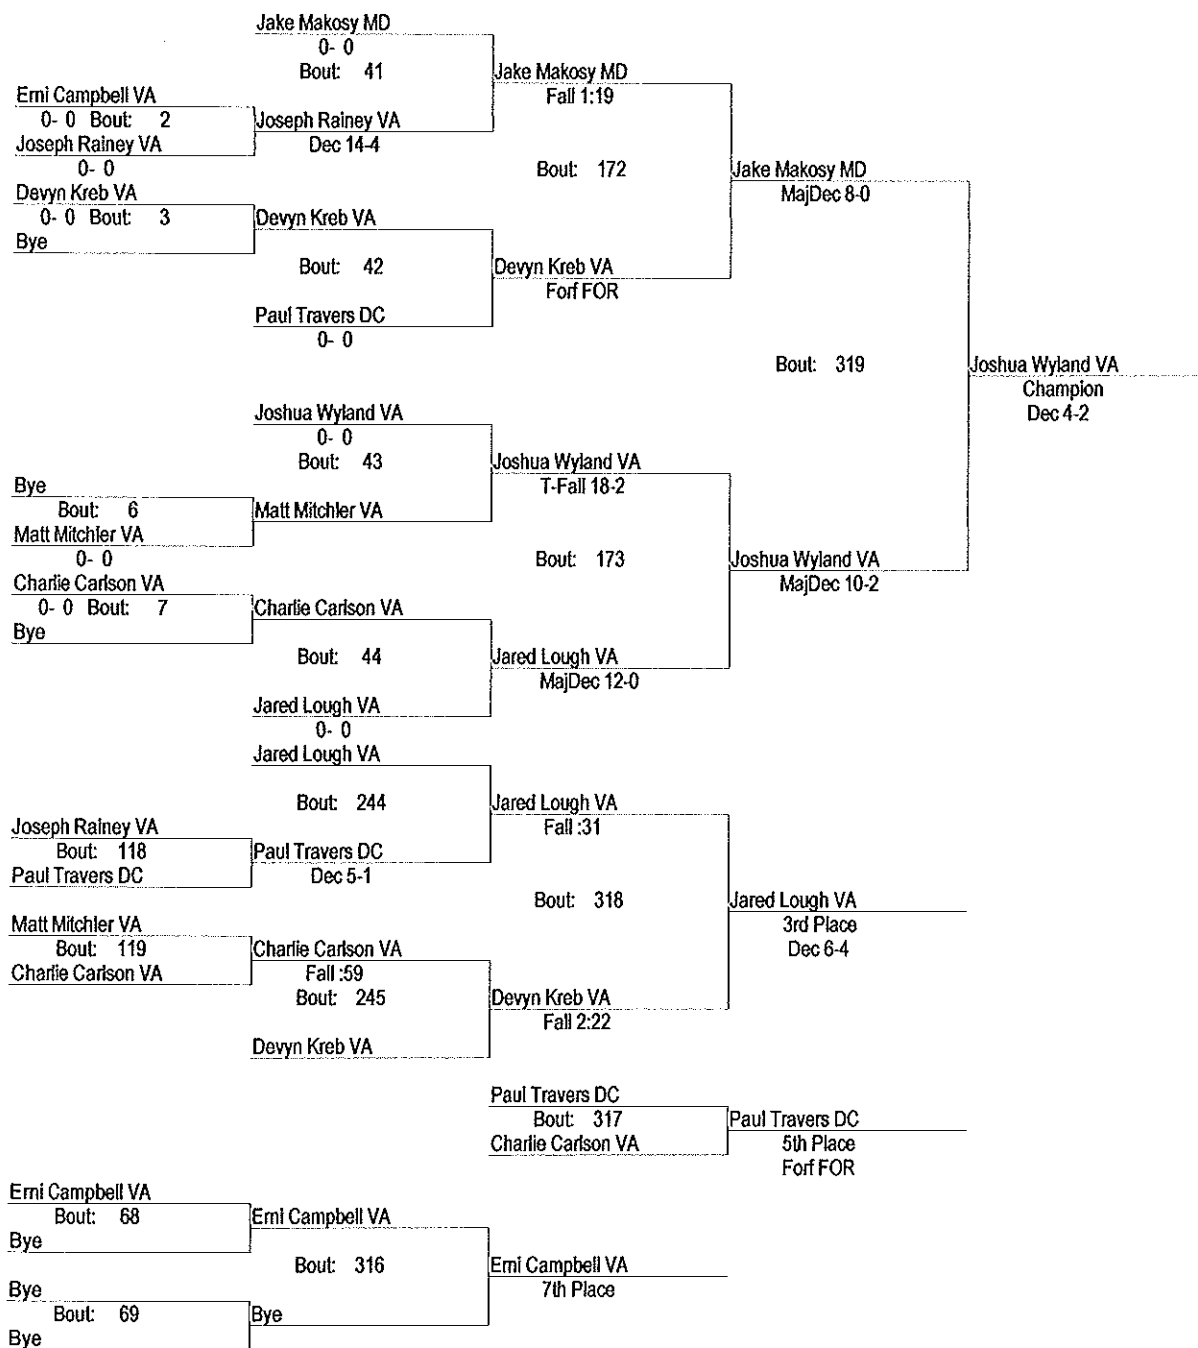 Jake Makosy MD
0- 0
Bout: 41
Jake Makosy MD
Fall 1:19
Erni Campbell VA
0- 0 Bout: 2
Joseph Rainey VA
Dec 14-4
Joseph Rainey VA
0- 0
Bout: 172
Jake Makosy MD
MajDec 8-0
Devyn Kreb VA
0- 0 Bout: 3
Devyn Kreb VA
Bye
Bout: 42
Devyn Kreb VA
Forf FOR
Paul Travers DC
0- 0
Bout: 319
Joshua Wyland VA
Champion
Dec 4-2
Joshua Wyland VA
0- 0
Bout: 43
Joshua Wyland VA
T-Fall 18-2
Bye
Bout: 6
Matt Mitchler VA
Matt Mitchler VA
0- 0
Bout: 173
Joshua Wyland VA
MajDec 10-2
Charlie Carlson VA
0- 0 Bout: 7
Charlie Carlson VA
Bye
Bout: 44
Jared Lough VA
MajDec 12-0
Jared Lough VA
0- 0
Jared Lough VA
Bout: 244
Jared Lough VA
Fall :31
Joseph Rainey VA
Bout: 118
Paul Travers DC
Dec 5-1
Paul Travers DC
Bout: 318
Jared Lough VA
3rd Place
Dec 6-4
Matt Mitchler VA
Bout: 119
Charlie Carlson VA
Fall :59
Charlie Carlson VA
Bout: 245
Devyn Kreb VA
Fall 2:22
Devyn Kreb VA
Paul Travers DC
Bout: 317
Paul Travers DC
5th Place
Forf FOR
Charlie Carlson VA
Erni Campbell VA
Bout: 68
Erni Campbell VA
Bye
Bout: 316
Erni Campbell VA
7th Place
Bye
Bout: 69
Bye
Bye